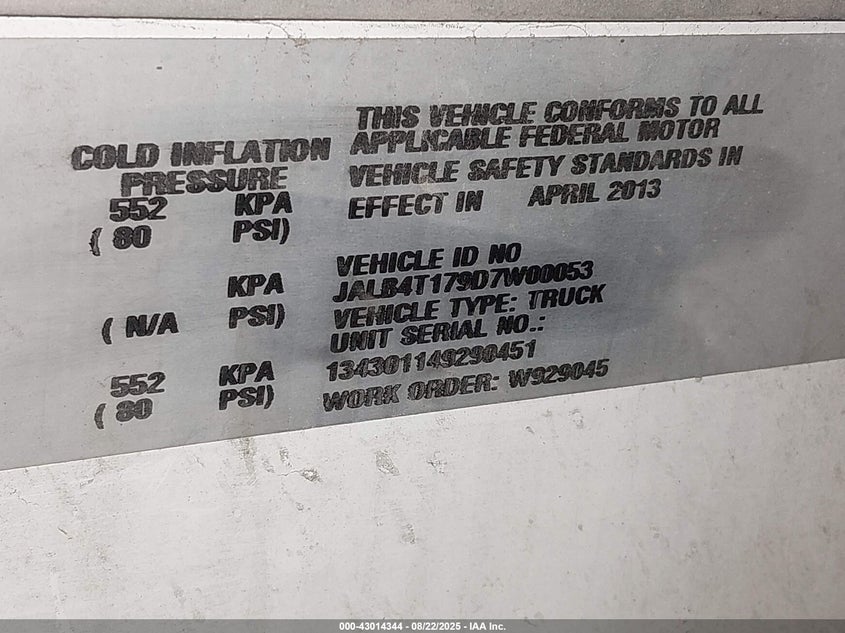 COLD INFLATION
PRESSURE
552 KPA
( 80 PSI)
KPA
( N/A PSI)
552 KPA
( 80 PSI)
THIS VEHICLE CONFORMS TO ALL
APPLICABLE FEDERAL MOTOR
VEHICLE SAFETY STANDARDS IN
EFFECT IN APRIL 2013
VEHICLE ID NO
JALB4T179D7W00053
VEHICLE TYPE: TRUCK
UNIT SERIAL NO.:
134301149290451
WORK ORDER: W929045
000-43014344 - 08/22/2025 - IAA Inc.